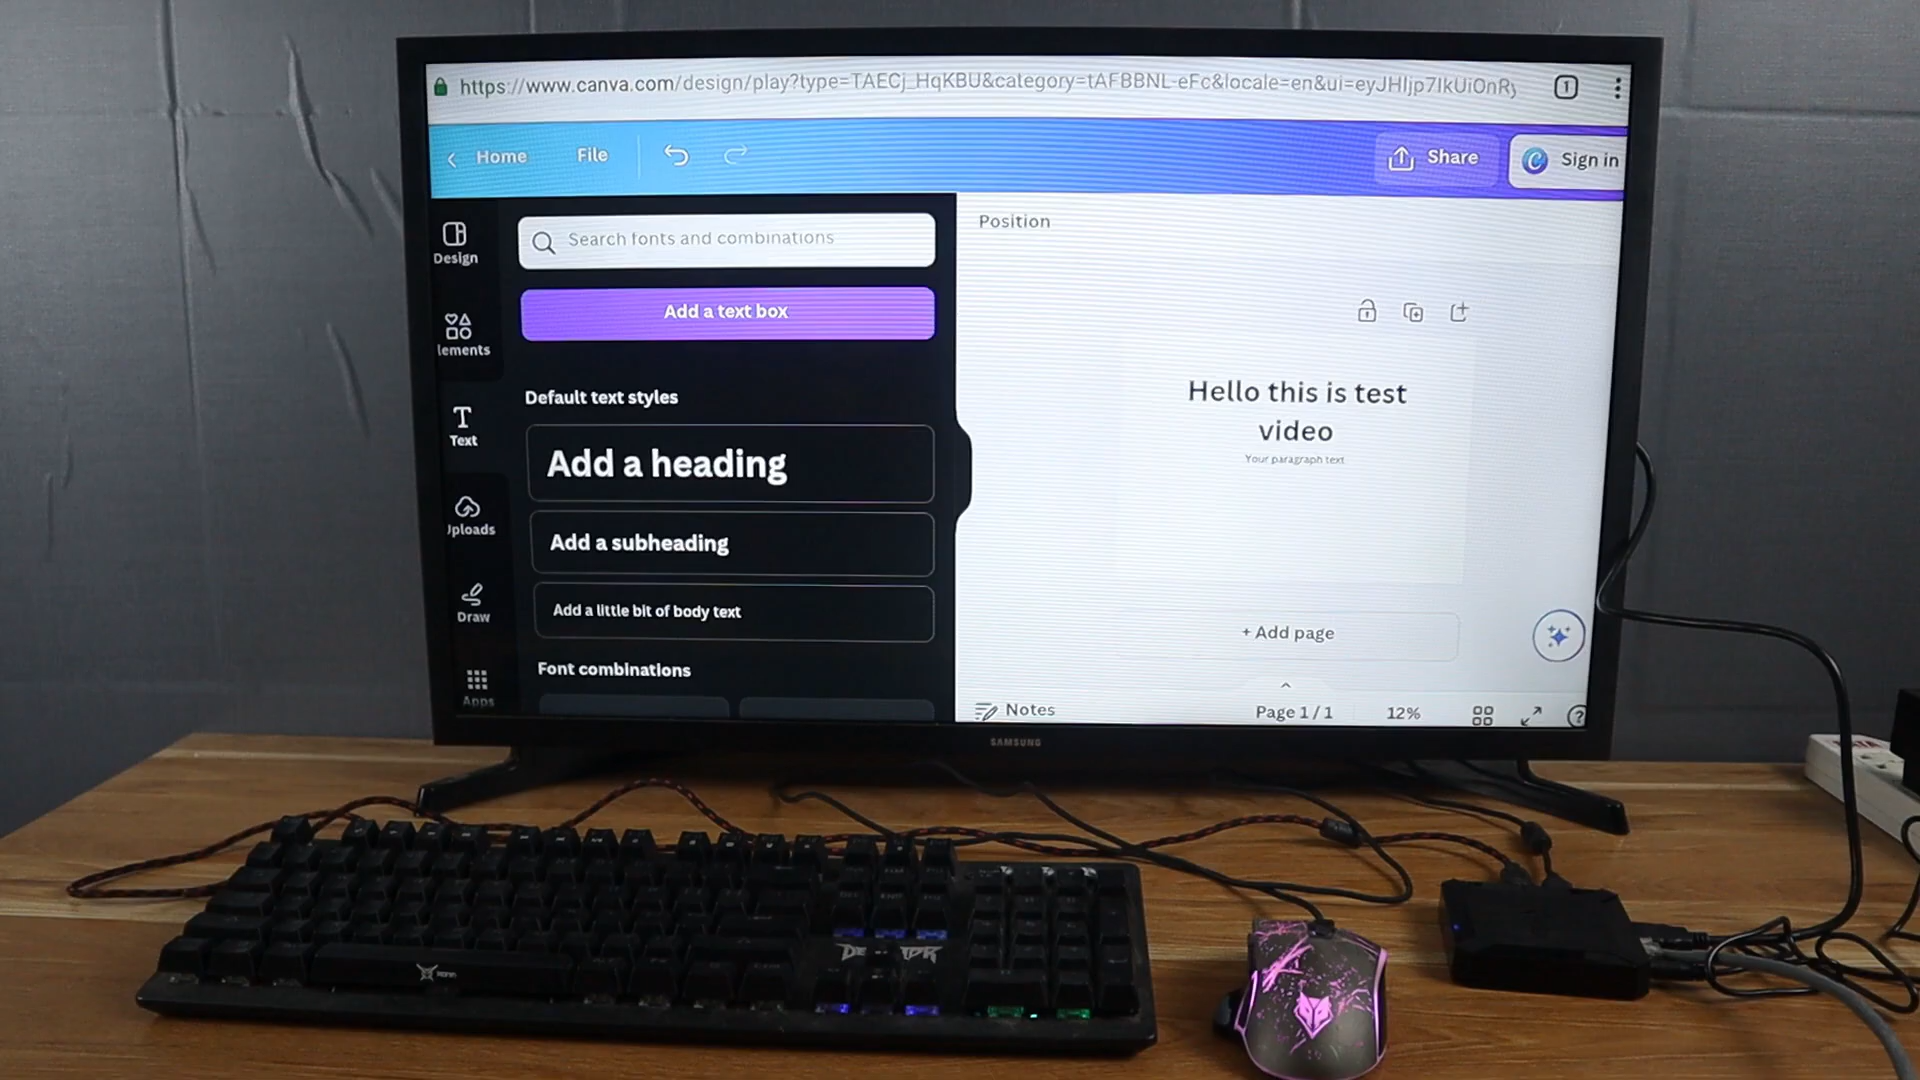 https://www.canva.com/design/play?type=TAECj_HqKBU&category=tAFBBNL-eFc&locale=en&ui=eyJHIjp7IkUiOnRy
1
Home File Share Sign in
Design
Search fonts and combinations
Position
Add a text box
lements
Default text styles
Text
Add a heading
Hello this is test
video
Your paragraph text
Uploads
Add a subheading
Draw
Add a little bit of body text
+ Add page
Font combinations
Apps
Notes Page 1 / 1 12% ?
SAMSUNG